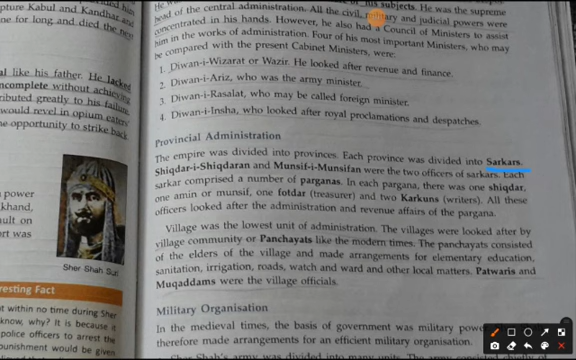 pture Kabul and Kandhar
nd for long and died the next
al like his father. He lacked
incomplete without achieving
ributed greatly to his failure.
would revel in opium eaters'
he opportunity to strike back
power
khand,
ault on
ort was
Sher Shah Suri
resting Fact
t within no time during Sher
know, why? It is because it
police officers to arrest the
punishment would be given
his subjects. He was the supreme
head of the central administration. All the civil, military and judicial powers were
concentrated in his hands. However, he also had a Council of Ministers to assist
him in the works of administration. Four of his most important Ministers, who may
be compared with the present Cabinet Ministers, were:
1. Diwan-i-Wizarat or Wazir. He looked after revenue and finance.
2. Diwan-i-Ariz, who was the army minister.
3. Diwan-i-Rasalat, who may be called foreign minister.
4. Diwan-i-Insha, who looked after royal proclamations and despatches.
Provincial Administration
The empire was divided into provinces. Each province was divided into Sarkars.
Shiqdar-i-Shiqdaran and Munsif-i-Munsifan were the two officers of sarkars. Each
sarkar comprised a number of parganas. In each pargana, there was one shiqdar,
one amin or munsif, one fotdar (treasurer) and two Karkuns (writers). All these
officers looked after the administration and revenue affairs of the pargana.
Village was the lowest unit of administration. The villages were looked after by
village community or Panchayats like the modern times. The panchayats consisted
of the elders of the village and made arrangements for elementary education,
sanitation, irrigation, roads, watch and ward and other local matters. Patwaris and
Muqaddams were the village officials.
Military Organisation
In the medieval times, the basis of government was military power
therefore made arrangements for an efficient military organisation.